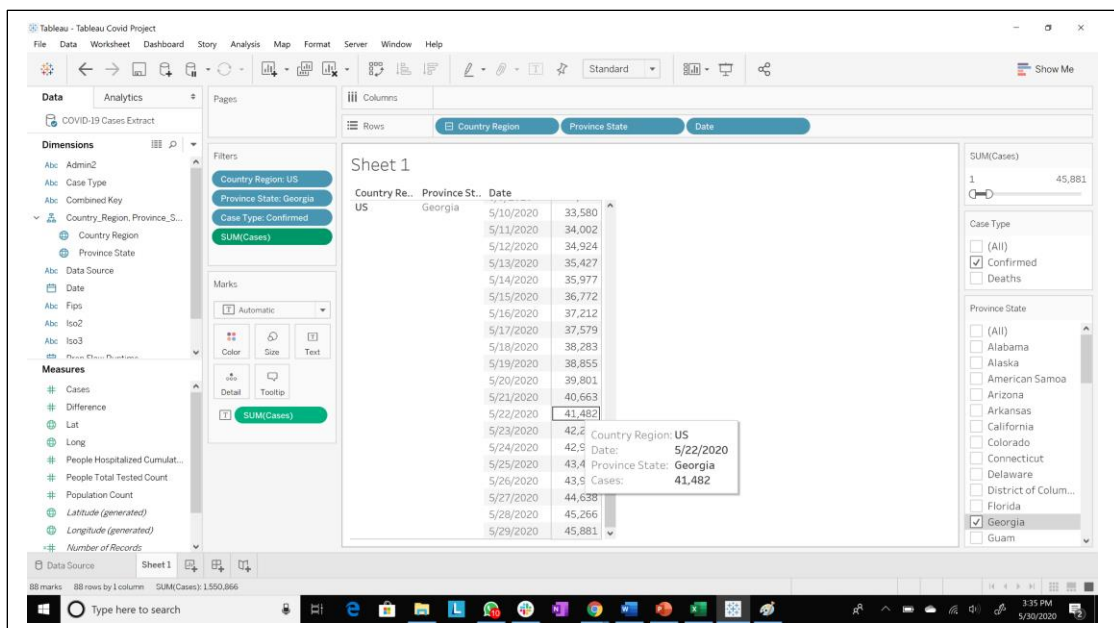 Tableau - Tableau Covid Project
File Data Worksheet Dashboard Story Analysis Map Format Server Window Help
Standard
Show Me
Data Analytics
COVID-19 Cases Extract
Dimensions
Abc Admin2
Abc Case Type
Abc Combined Key
Country_Region, Province_S...
Country Region
Province State
Abc Data Source
Date
Abc Fips
Abc Iso2
Abc Iso3
Measures
# Cases
# Difference
Lat
Long
# People Hospitalized Cumulat...
# People Total Tested Count
# Population Count
Latitude (generated)
Longitude (generated)
Number of Records
Pages
Filters
Country Region: US
Province State: Georgia
Case Type: Confirmed
SUM(Cases)
Marks
T Automatic
Color Size Text
Detail Tooltip
T SUM(Cases)
Columns
Rows Country Region Province State Date
Sheet 1
Country Re.. Province St.. Date
US Georgia 5/10/2020 33,580
5/11/2020 34,002
5/12/2020 34,924
5/13/2020 35,427
5/14/2020 35,977
5/15/2020 36,772
5/16/2020 37,212
5/17/2020 37,579
5/18/2020 38,283
5/19/2020 38,855
5/20/2020 39,801
5/21/2020 40,663
5/22/2020 41,482
5/23/2020 42,2
5/24/2020 42,9
5/25/2020 43,4
5/26/2020 43,9
5/27/2020 44,638
5/28/2020 45,266
5/29/2020 45,881
Country Region: US
Date: 5/22/2020
Province State: Georgia
Cases: 41,482
SUM(Cases)
1 45,881
Case Type
(All)
Confirmed
Deaths
Province State
(All)
Alabama
Alaska
American Samoa
Arizona
Arkansas
California
Colorado
Connecticut
Delaware
District of Colum...
Florida
Georgia
Guam
Data Source Sheet 1
88 marks 88 rows by 1 column SUM(Cases): 1,550,866
Type here to search
3:35 PM
5/30/2020